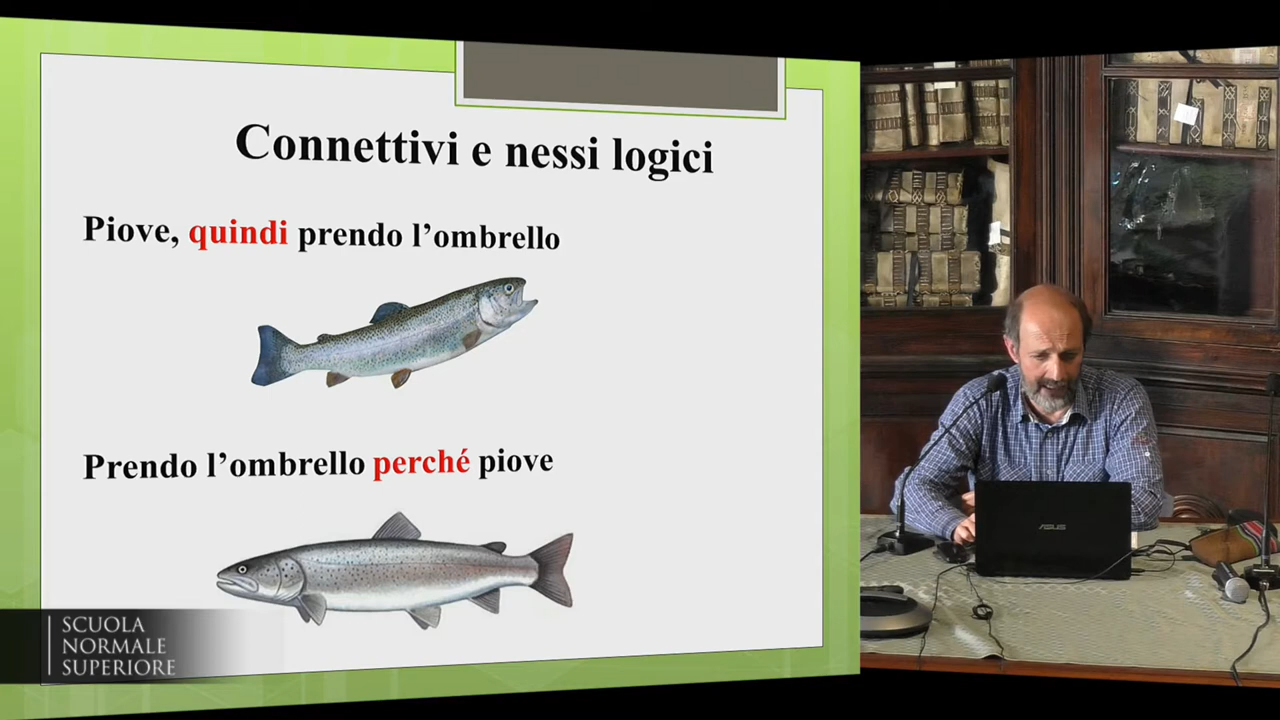 Connettivi e nessi logici
Piove, quindi prendo l’ombrello
Prendo l’ombrello perché piove
SCUOLA
NORMALE
SUPERIORE
ASUS